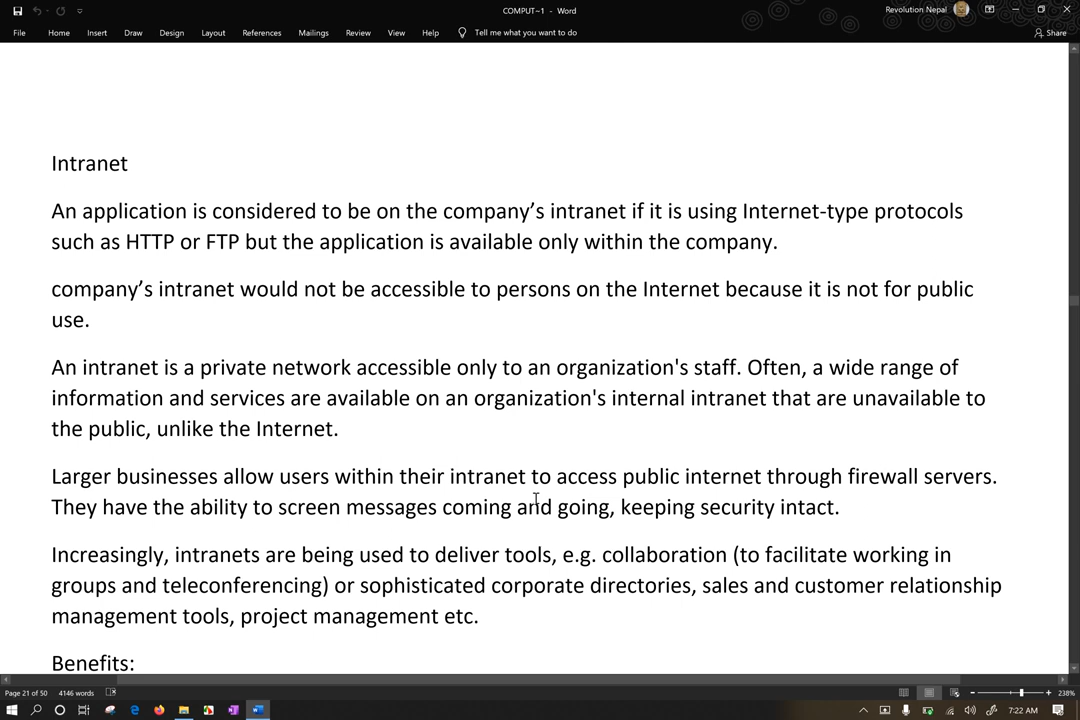 COMPUT~1 - Word
Revolution Nepal
File Home Insert Draw Design Layout References Mailings Review View Help Tell me what you want to do Share
Intranet
An application is considered to be on the company’s intranet if it is using Internet-type protocols
such as HTTP or FTP but the application is available only within the company.
company’s intranet would not be accessible to persons on the Internet because it is not for public
use.
An intranet is a private network accessible only to an organization's staff. Often, a wide range of
information and services are available on an organization's internal intranet that are unavailable to
the public, unlike the Internet.
Larger businesses allow users within their intranet to access public internet through firewall servers.
They have the ability to screen messages coming and going, keeping security intact.
Increasingly, intranets are being used to deliver tools, e.g. collaboration (to facilitate working in
groups and teleconferencing) or sophisticated corporate directories, sales and customer relationship
management tools, project management etc.
Benefits:
Page 21 of 50 4146 words 238%
7:22 AM